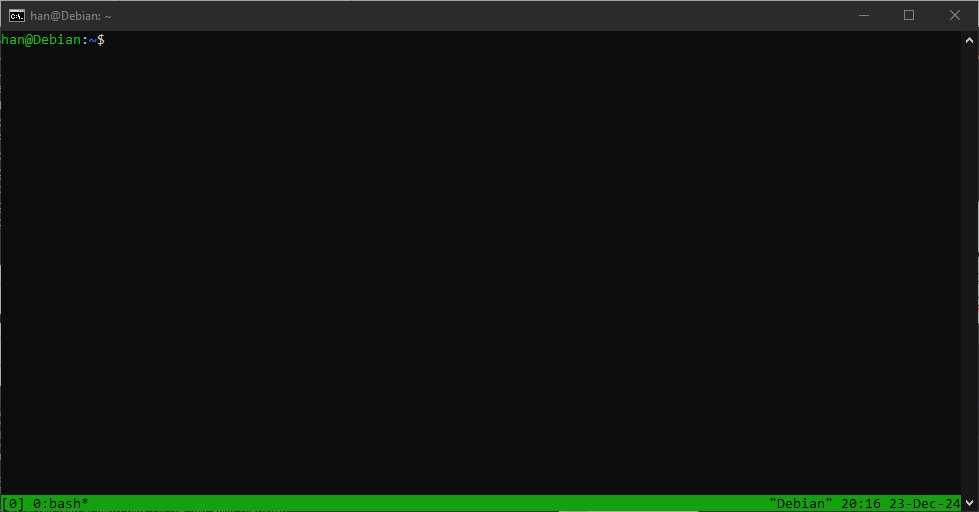 han@Debian: ~
han@Debian:~$
[0] 0:bash* "Debian" 20:16 23-Dec-24